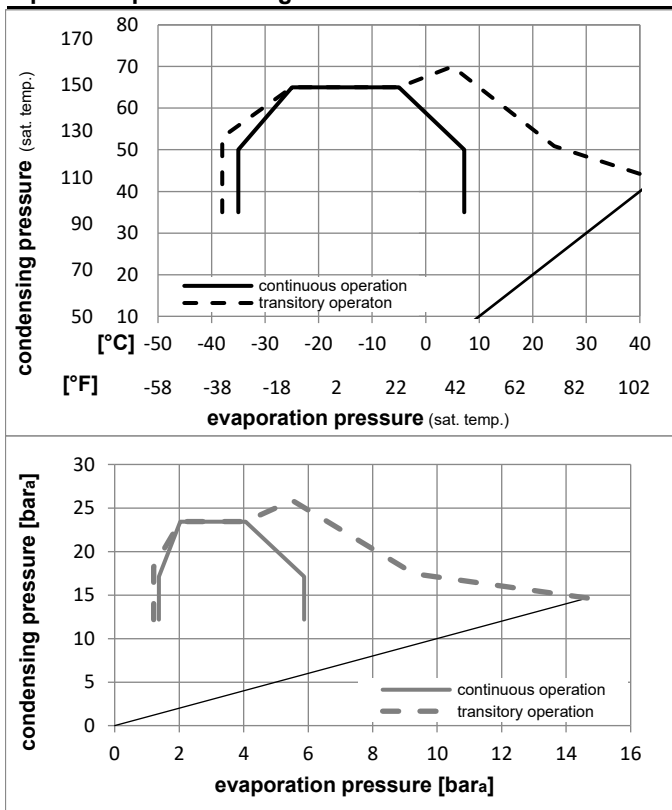 170
150
130
110
90
70
50
80
70
60
50
40
30
20
10
condensing pressure (sat. temp.)
continuous operation
transitory operaton
[°C] -50 -40 -30 -20 -10 0 10 20 30 40
[°F] -58 -38 -18 2 22 42 62 82 102
evaporation pressure (sat. temp.)
30
25
20
15
10
5
0
condensing pressure [bara]
continuous operation
transitory operation
0 2 4 6 8 10 12 14 16
evaporation pressure [bara]